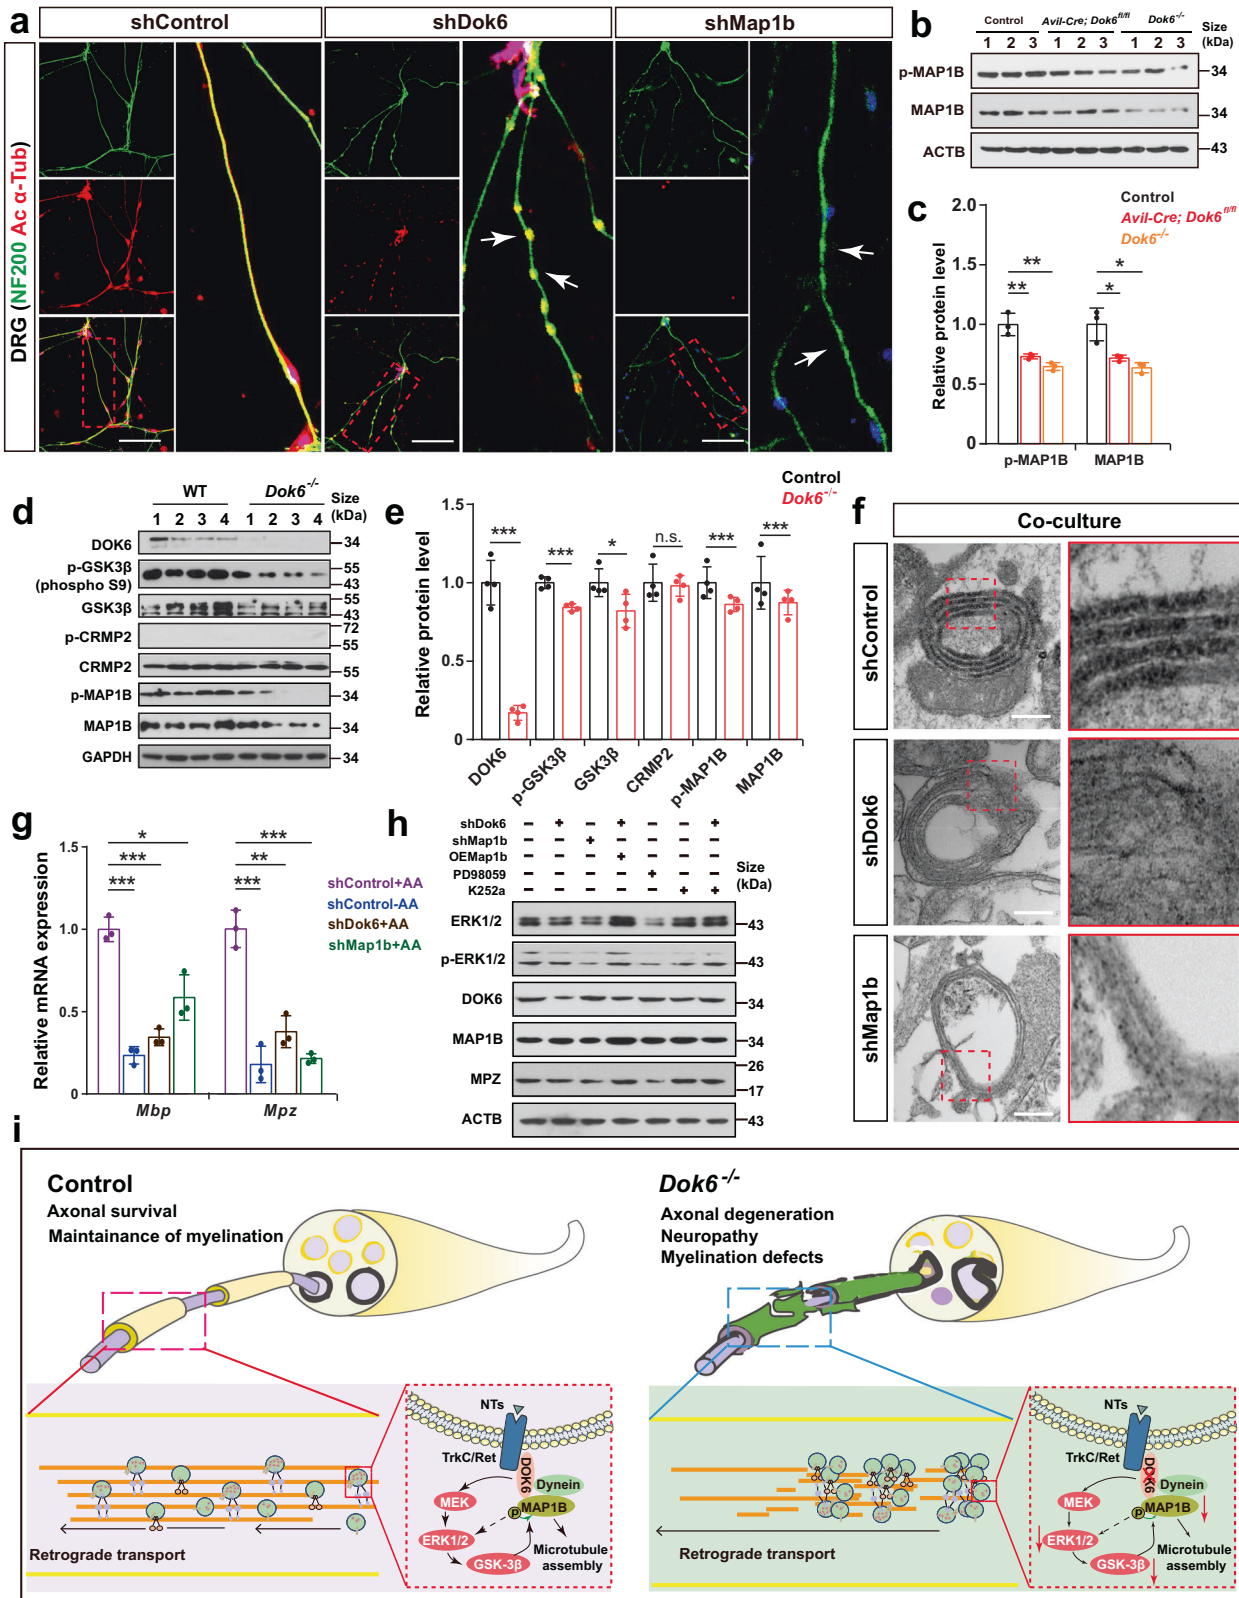 a
shControl
shDok6
shMap1b
DRG (NF200 Ac α-Tub)
b
Control
Avil-Cre; Dok6fl/fl
Dok6-/-
Size
(kDa)
1 2 3 1 2 3 1 2 3
p-MAP1B
34
MAP1B
34
ACTB
43
c
Control
Avil-Cre; Dok6fl/fl
Dok6-/-
Relative protein level
2.0
1.5
1.0
0.5
0
**
**
*
*
p-MAP1B
MAP1B
d
WT
Dok6-/-
Size
(kDa)
1 2 3 4 1 2 3 4
DOK6
34
p-GSK3β
(phospho S9)
55
43
GSK3β
55
43
p-CRMP2
72
55
CRMP2
55
p-MAP1B
34
MAP1B
34
GAPDH
34
e
Control
Dok6-/-
Relative protein level
1.5
1.0
0.5
0
***
***
*
n.s.
***
***
DOK6
p-GSK3β
GSK3β
CRMP2
p-MAP1B
MAP1B
f
Co-culture
shControl
shDok6
shMap1b
g
Relative mRNA expression
1.5
1.0
0.5
0
*
***
***
***
**
***
shControl+AA
shControl-AA
shDok6+AA
shMap1b+AA
Mbp
Mpz
h
shDok6 − + − + − − +
shMap1b − − + − − − −
OEMap1b − − − + − − −
PD98059 − − − − + − −
K252a − − − − − + +
Size
(kDa)
ERK1/2
43
p-ERK1/2
43
DOK6
34
MAP1B
34
MPZ
26
17
ACTB
43
i
Control
Axonal survival
Maintainance of myelination
Retrograde transport
NTs
TrkC/Ret
DOK6
Dynein
MEK
P
MAP1B
ERK1/2
GSK-3β
Microtubule
assembly
Dok6-/-
Axonal degeneration
Neuropathy
Myelination defects
Retrograde transport
NTs
TrkC/Ret
DOK6
Dynein
MEK
P
MAP1B
ERK1/2
GSK-3β
Microtubule
assembly